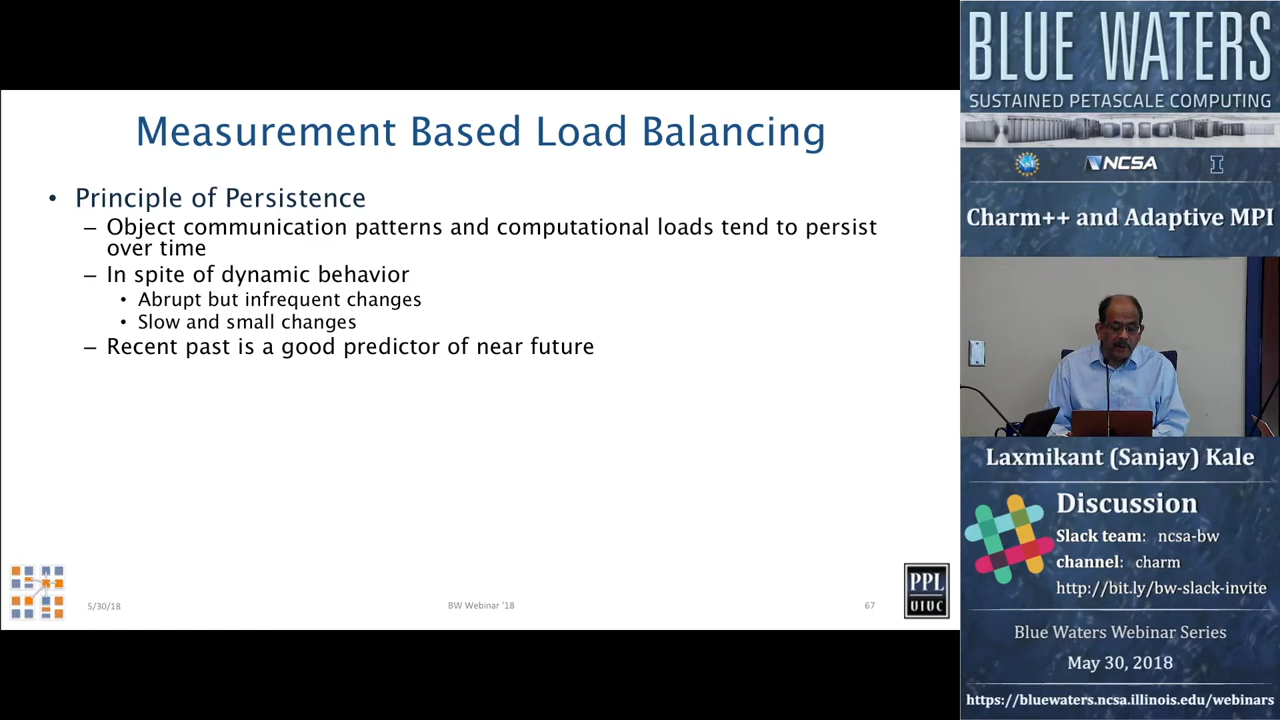 Measurement Based Load Balancing
• Principle of Persistence
– Object communication patterns and computational loads tend to persist
over time
– In spite of dynamic behavior
• Abrupt but infrequent changes
• Slow and small changes
– Recent past is a good predictor of near future
5/30/18
BW Webinar '18
67
PPL
UIUC
BLUE WATERS
SUSTAINED PETASCALE COMPUTING
NSF
NCSA
I
Charm++ and Adaptive MPI
Laxmikant (Sanjay) Kale
Discussion
Slack team: ncsa-bw
channel: charm
http://bit.ly/bw-slack-invite
Blue Waters Webinar Series
May 30, 2018
https://bluewaters.ncsa.illinois.edu/webinars